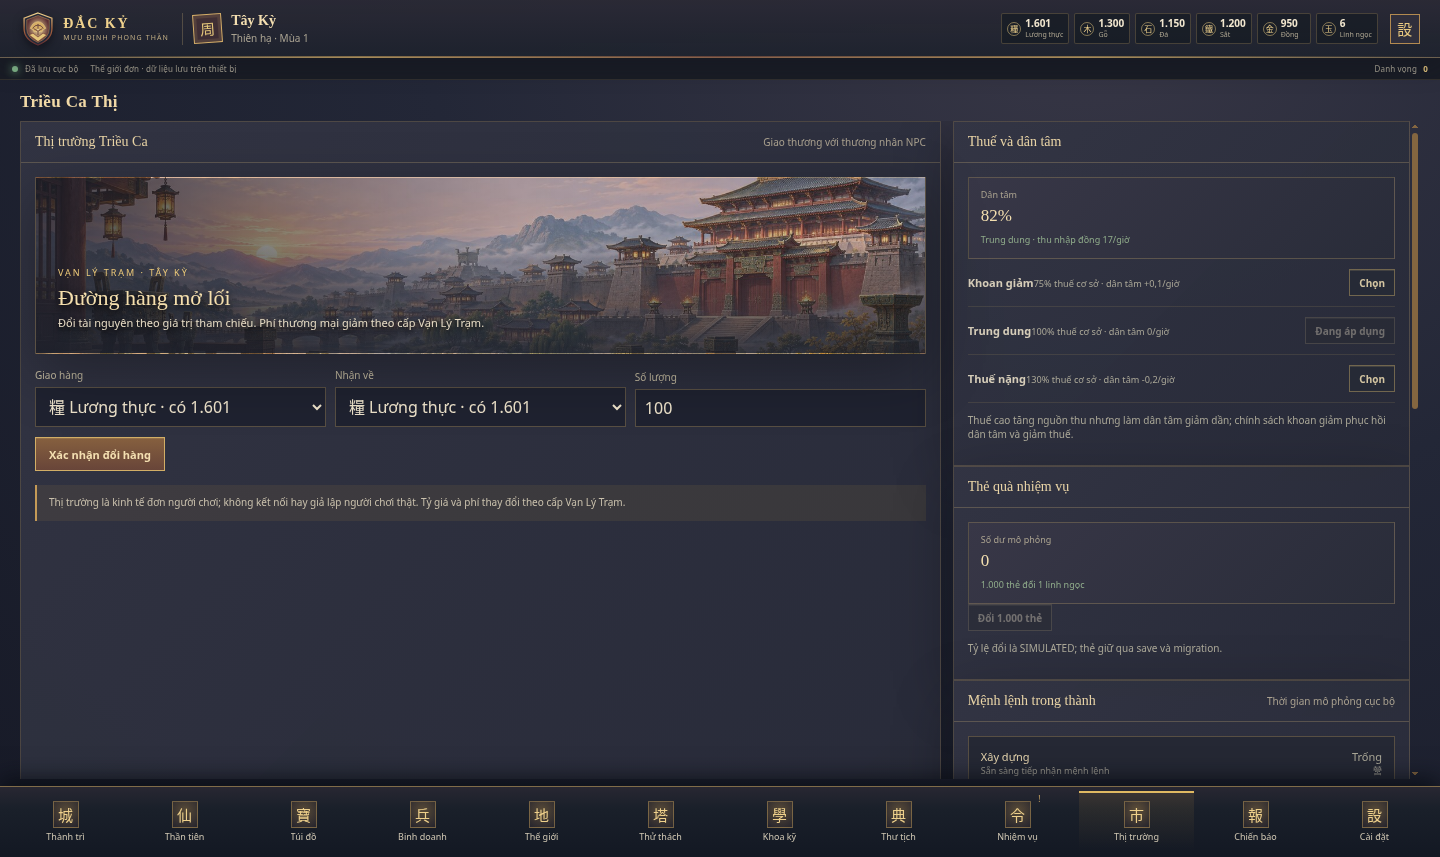 ĐẮC KỶ
MƯU ĐỊNH PHONG THẦN
周
Tây Kỳ
Thiên hạ · Mùa 1
糧 1.601 Lương thực
木 1.300 Gỗ
石 1.150 Đá
鐵 1.200 Sắt
金 950 Đồng
玉 6 Linh ngọc
設
Đã lưu cục bộ Thế giới đơn · dữ liệu lưu trên thiết bị
Danh vọng 0
Triều Ca Thị
Thị trường Triều Ca
Giao thương với thương nhân NPC
VẠN LÝ TRẠM · TÂY KỲ
Đường hàng mở lối
Đổi tài nguyên theo giá trị tham chiếu. Phí thương mại giảm theo cấp Vạn Lý Trạm.
Giao hàng
Nhận về
Số lượng
糧 Lương thực · có 1.601
糧 Lương thực · có 1.601
100
Xác nhận đổi hàng
Thị trường là kinh tế đơn người chơi; không kết nối hay giả lập người chơi thật. Tỷ giá và phí thay đổi theo cấp Vạn Lý Trạm.
Thuế và dân tâm
Dân tâm
82%
Trung dung · thu nhập đồng 17/giờ
Khoan giảm75% thuế cơ sở · dân tâm +0,1/giờ
Chọn
Trung dung100% thuế cơ sở · dân tâm 0/giờ
Đang áp dụng
Thuế nặng130% thuế cơ sở · dân tâm -0,2/giờ
Chọn
Thuế cao tăng nguồn thu nhưng làm dân tâm giảm dần; chính sách khoan giảm phục hồi
dân tâm và giảm thuế.
Thẻ quà nhiệm vụ
Số dư mô phỏng
0
1.000 thẻ đổi 1 linh ngọc
Đổi 1.000 thẻ
Tỷ lệ đổi là SIMULATED; thẻ giữ qua save và migration.
Mệnh lệnh trong thành
Thời gian mô phỏng cục bộ
Xây dựng
Trống
Sẵn sàng tiếp nhận mệnh lệnh
城 Thành trì
仙 Thần tiên
寶 Túi đồ
兵 Binh doanh
地 Thế giới
塔 Thử thách
學 Khoa kỹ
典 Thư tịch
令 ! Nhiệm vụ
市 Thị trường
報 Chiến báo
設 Cài đặt